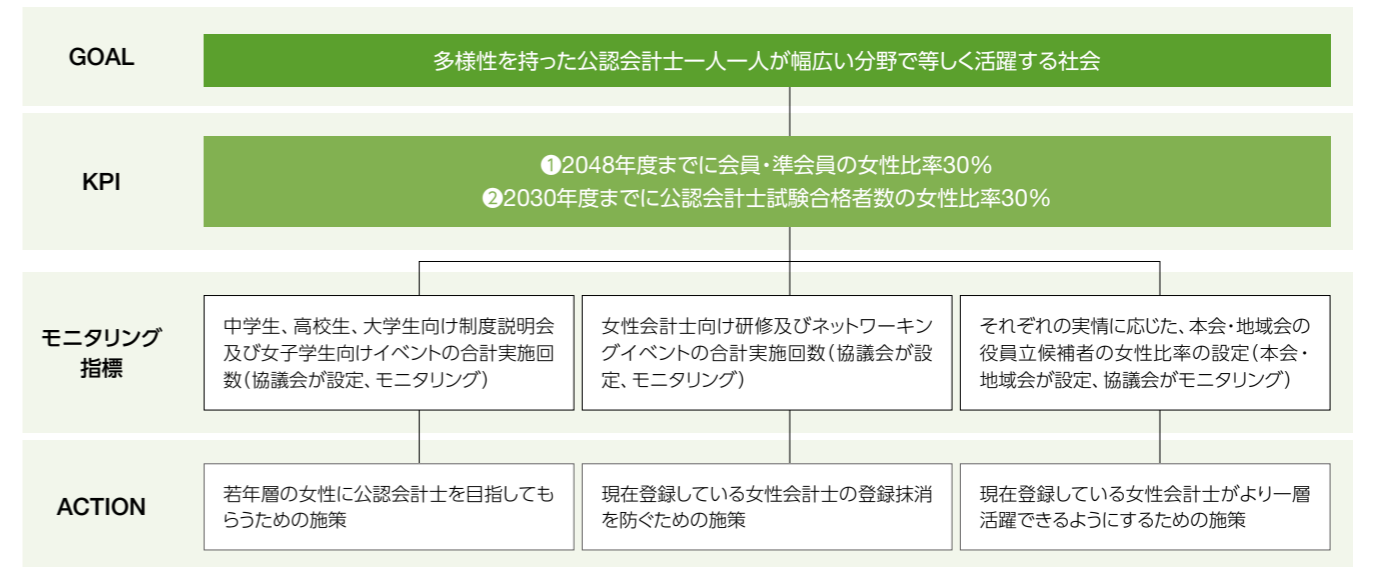 GOAL
多様性を持った公認会計士一人一人が幅広い分野で等しく活躍する社会
KPI
❶2048年度までに会員・準会員の女性比率30%
❷2030年度までに公認会計士試験合格者数の女性比率30%
モニタリング
指標
中学生、高校生、大学生向け制度説明会
及び女子学生向けイベントの合計実施回
数(協議会が設定、モニタリング)
女性会計士向け研修及びネットワーキン
グイベントの合計実施回数(協議会が設
定、モニタリング)
それぞれの実情に応じた、本会・地域会の
役員立候補者の女性比率の設定(本会・
地域会が設定、協議会がモニタリング)
ACTION
若年層の女性に公認会計士を目指しても
らうための施策
現在登録している女性会計士の登録抹消
を防ぐための施策
現在登録している女性会計士がより一層
活躍できるようにするための施策